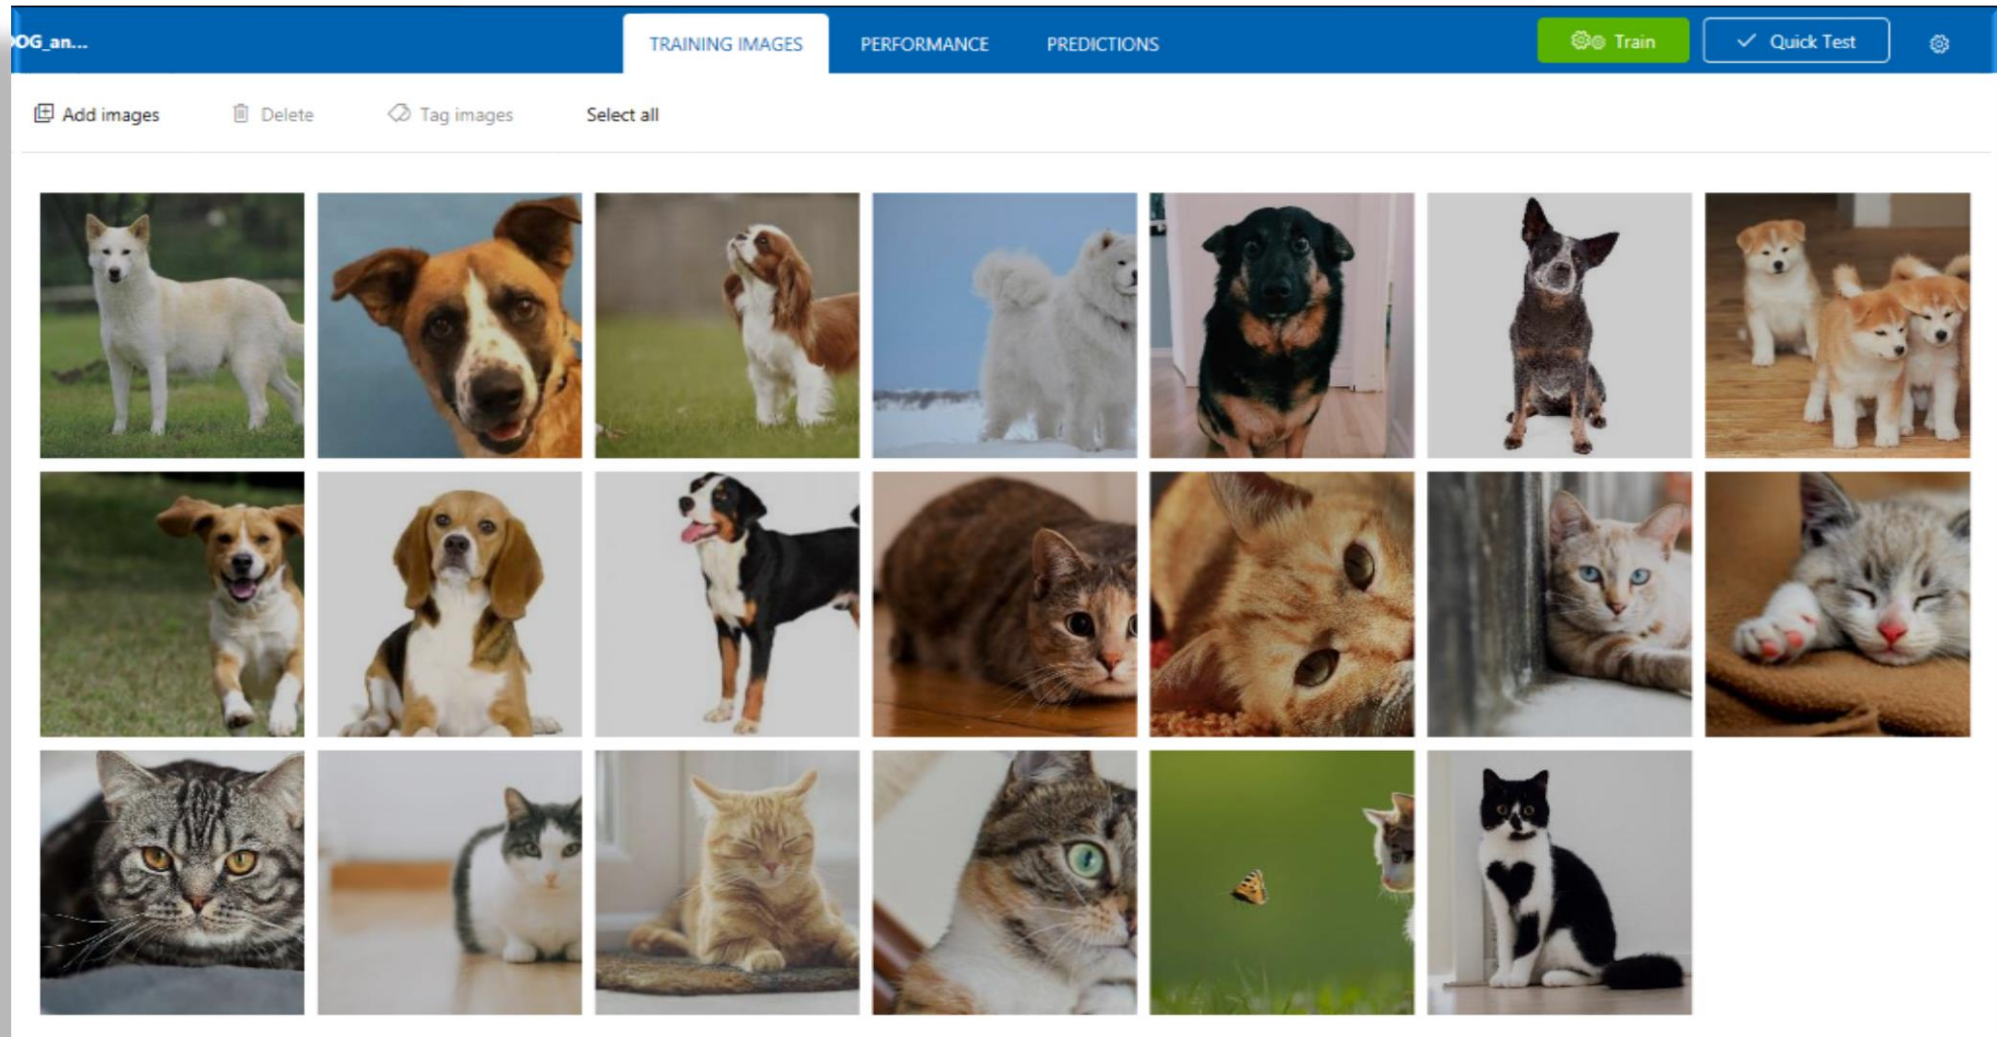 OG_an...
TRAINING IMAGES
PERFORMANCE
PREDICTIONS
Train
Quick Test
Add images
Delete
Tag images
Select all